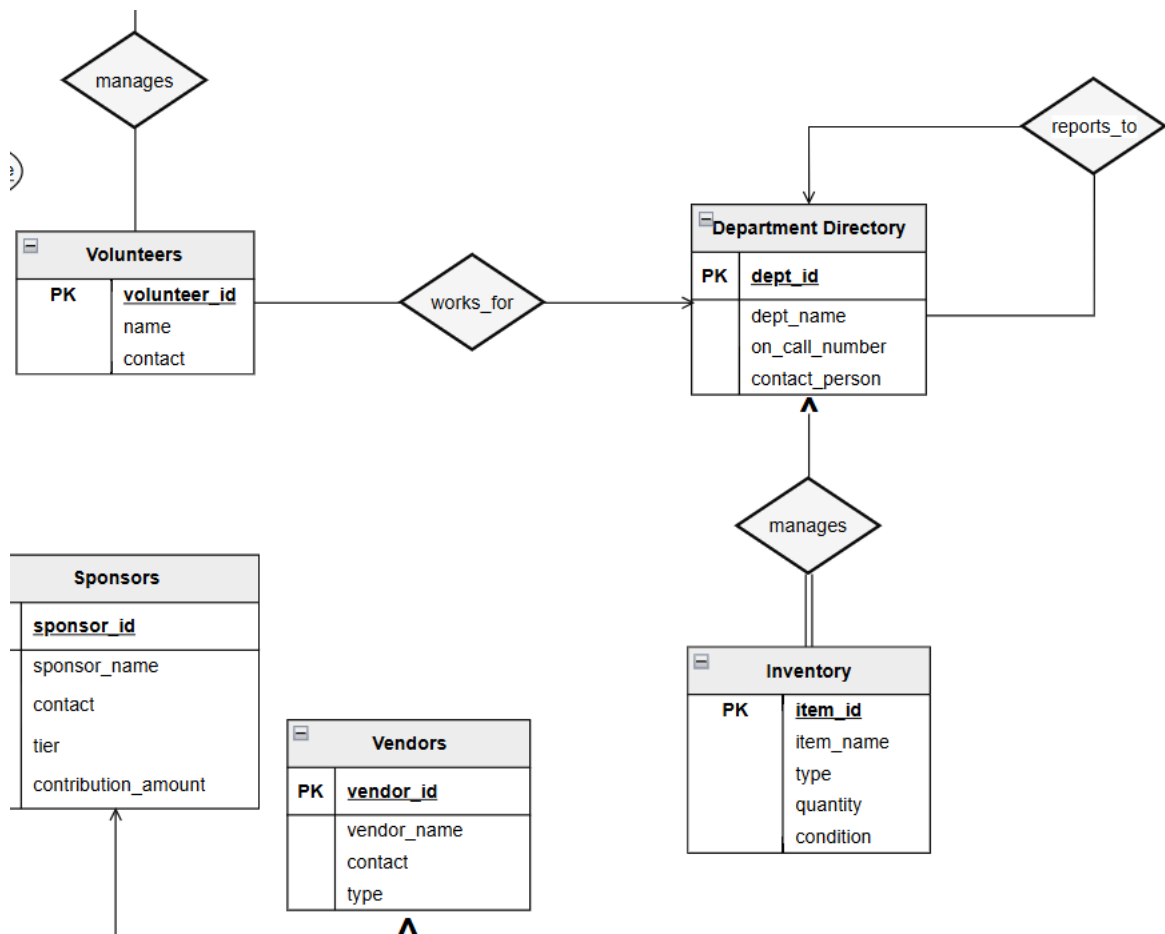 manages
reports_to
Department Directory
PK dept_id
dept_name
on_call_number
contact_person
Volunteers
PK volunteer_id
name
contact
works_for
manages
Sponsors
sponsor_id
sponsor_name
contact
tier
contribution_amount
Vendors
PK vendor_id
vendor_name
contact
type
Inventory
PK item_id
item_name
type
quantity
condition